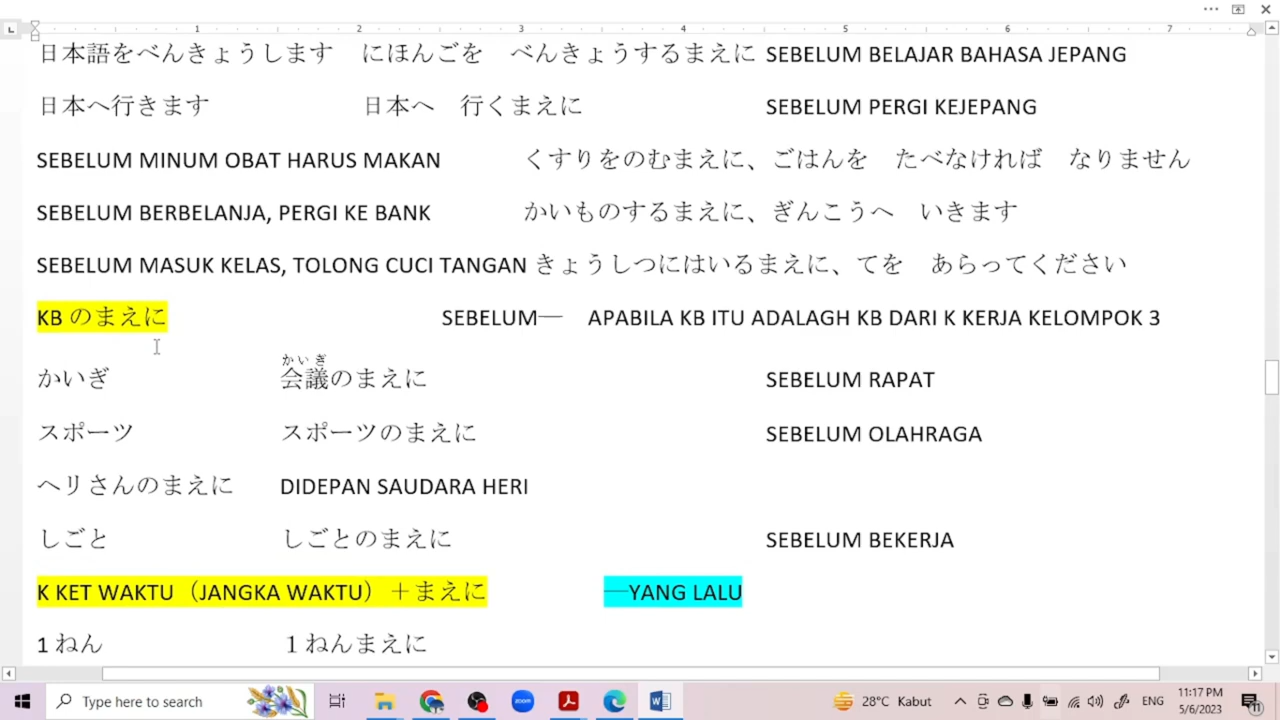 1 2 3 4 5 6 7
日本語をべんきょうします にほんごを べんきょうするまえに SEBELUM BELAJAR BAHASA JEPANG
日本へ行きます 日本へ 行くまえに SEBELUM PERGI KEJEPANG
SEBELUM MINUM OBAT HARUS MAKAN くすりをのむまえに、ごはんを たべなければ なりません
SEBELUM BERBELANJA, PERGI KE BANK かいものするまえに、ぎんこうへ いきます
SEBELUM MASUK KELAS, TOLONG CUCI TANGAN きょうしつにはいるまえに、てを あらってください
KB のまえに SEBELUM― APABILA KB ITU ADALAGH KB DARI K KERJA KELOMPOK 3
かいぎ
かいぎ 会議のまえに SEBELUM RAPAT
スポーツ スポーツのまえに SEBELUM OLAHRAGA
ヘリさんのまえに DIDEPAN SAUDARA HERI
しごと しごとのまえに SEBELUM BEKERJA
K KET WAKTU（JANGKA WAKTU）＋まえに ―YANG LALU
1 ねん １ねんまえに
Type here to search zoom 28°C Kabut ENG 11:17 PM
5/6/2023 11